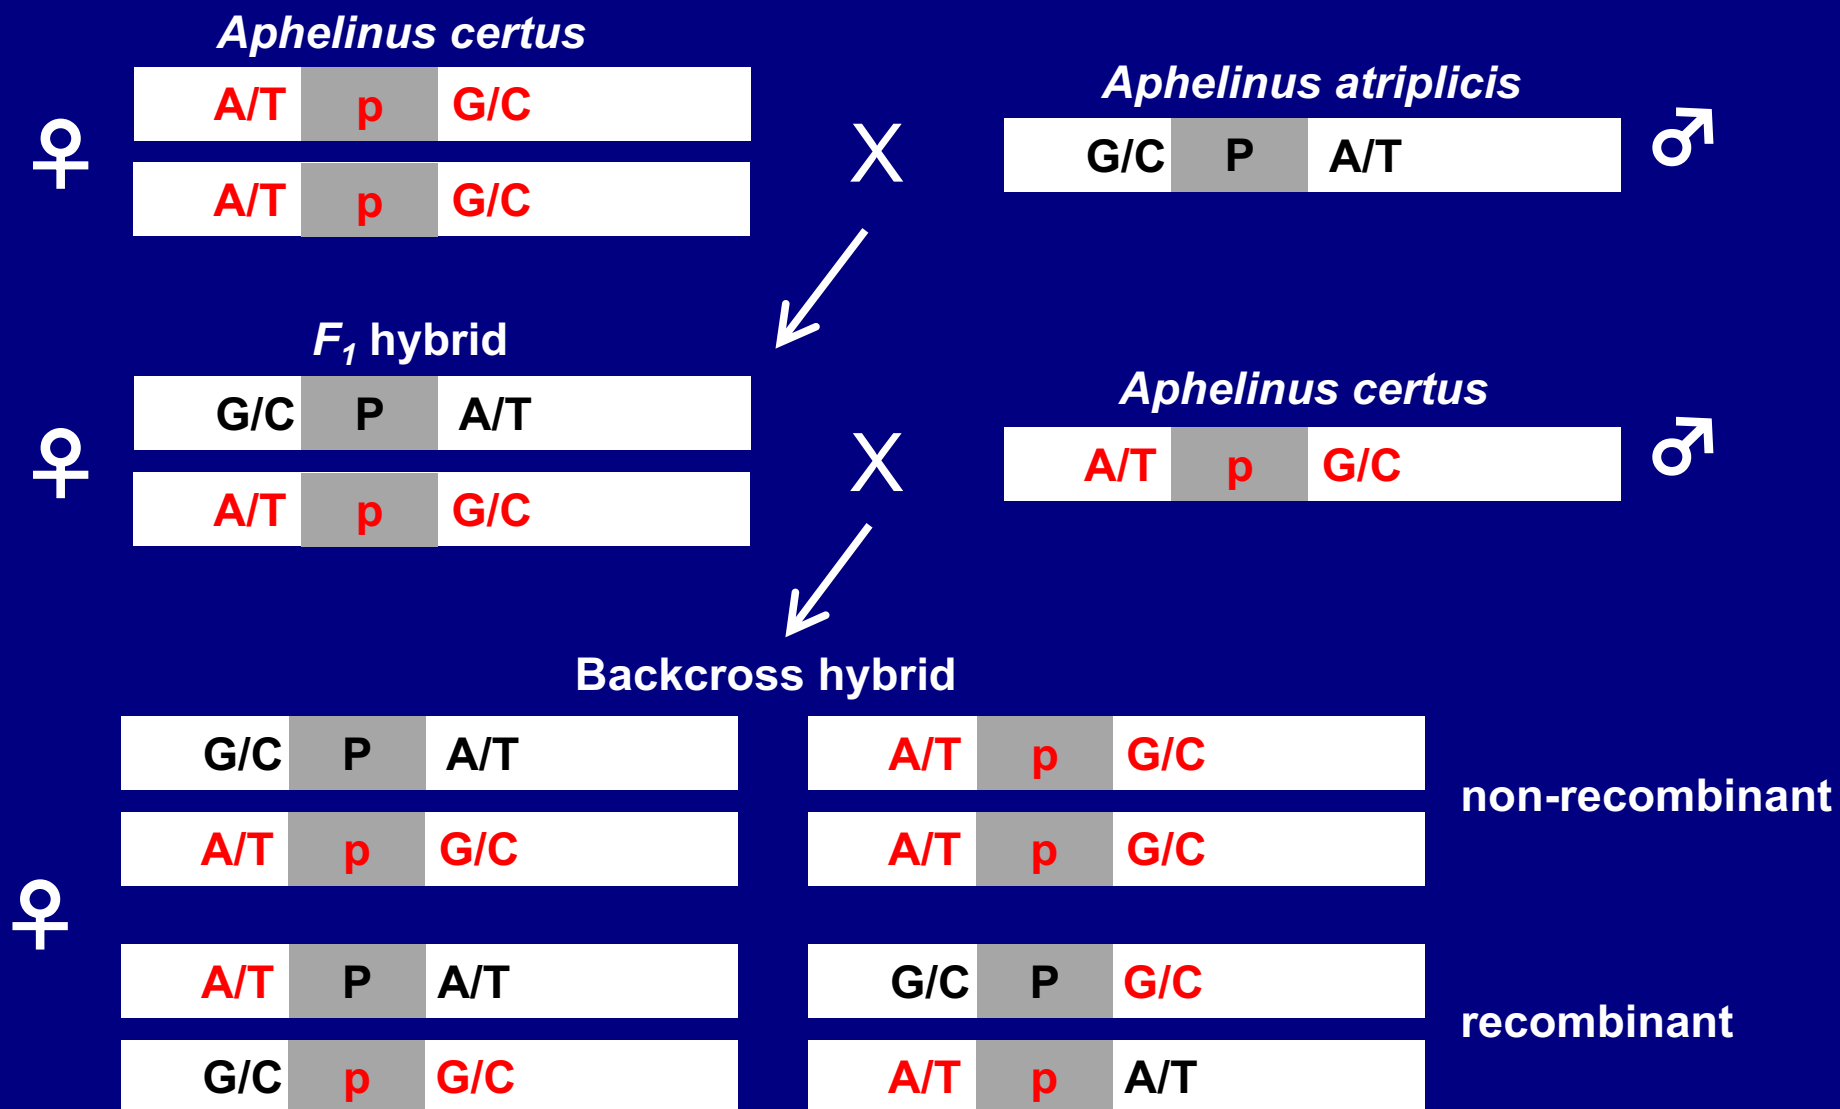 Aphelinus certus
A/T p G/C
A/T p G/C
♀
X
Aphelinus atriplicis
G/C P A/T
♂
F1 hybrid
G/C P A/T
A/T p G/C
♀
X
Aphelinus certus
A/T p G/C
♂
Backcross hybrid
G/C P A/T
A/T p G/C
A/T p G/C
A/T p G/C
non-recombinant
♀
A/T P A/T
G/C p G/C
G/C P G/C
A/T p A/T
recombinant